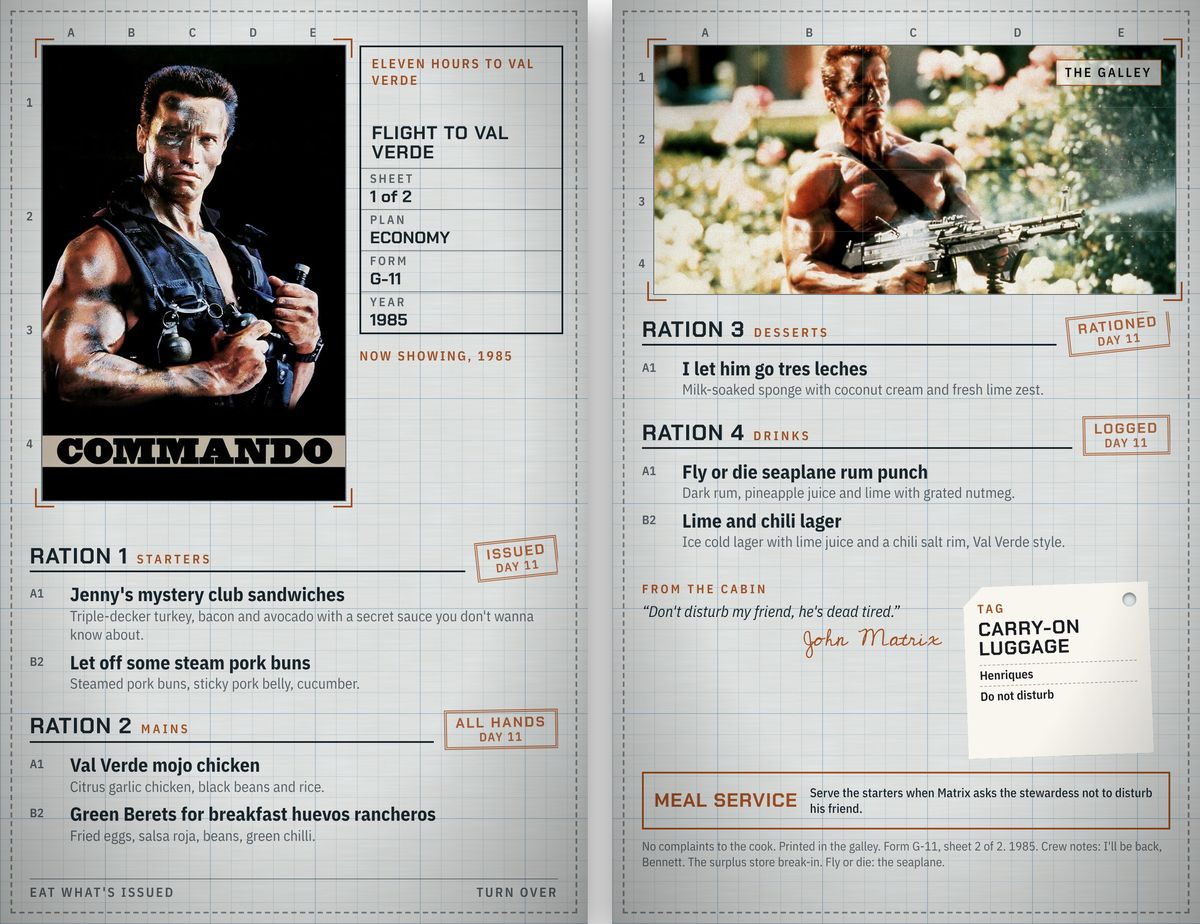 A B C D E
1
2
3
4
COMMANDO
ELEVEN HOURS TO VAL
VERDE
FLIGHT TO VAL
VERDE
SHEET
1 of 2
PLAN
ECONOMY
FORM
G-11
YEAR
1985
NOW SHOWING, 1985
RATION 1 STARTERS
ISSUED
DAY 11
A1 Jenny's mystery club sandwiches
Triple-decker turkey, bacon and avocado with a secret sauce you don't wanna
know about.
B2 Let off some steam pork buns
Steamed pork buns, sticky pork belly, cucumber.
RATION 2 MAINS
ALL HANDS
DAY 11
A1 Val Verde mojo chicken
Citrus garlic chicken, black beans and rice.
B2 Green Berets for breakfast huevos rancheros
Fried eggs, salsa roja, beans, green chilli.
EAT WHAT'S ISSUED
TURN OVER
A B C D E
1
2
3
4
THE GALLEY
RATION 3 DESSERTS
RATIONED
DAY 11
A1 I let him go tres leches
Milk-soaked sponge with coconut cream and fresh lime zest.
RATION 4 DRINKS
LOGGED
DAY 11
A1 Fly or die seaplane rum punch
Dark rum, pineapple juice and lime with grated nutmeg.
B2 Lime and chili lager
Ice cold lager with lime juice and a chili salt rim, Val Verde style.
FROM THE CABIN
“Don't disturb my friend, he's dead tired.”
John Matrix
TAG
CARRY-ON
LUGGAGE
Henriques
Do not disturb
MEAL SERVICE
Serve the starters when Matrix asks the stewardess not to disturb
his friend.
No complaints to the cook. Printed in the galley. Form G-11, sheet 2 of 2. 1985. Crew notes: I'll be back,
Bennett. The surplus store break-in. Fly or die: the seaplane.